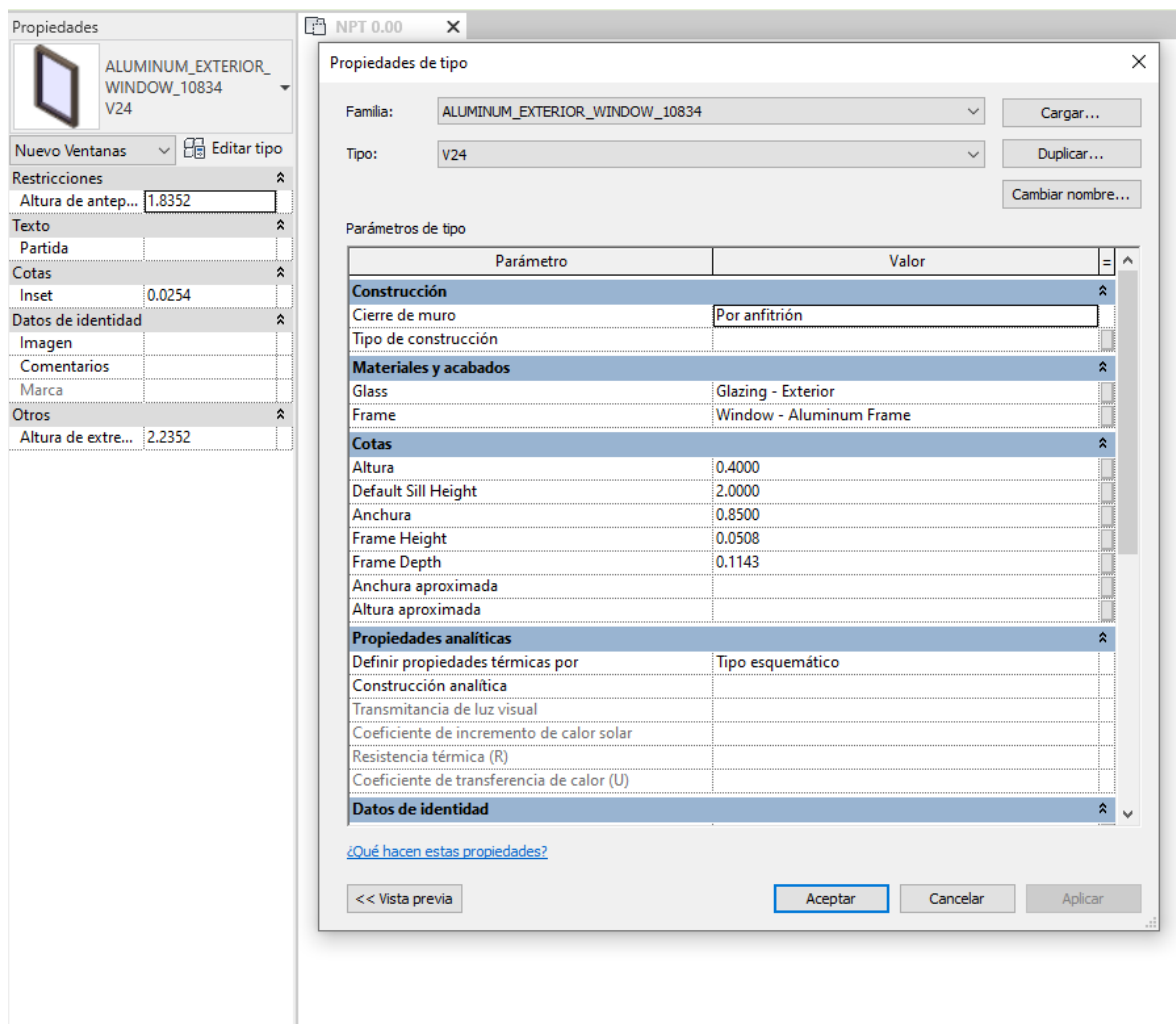 Propiedades
ALUMINUM_EXTERIOR_
WINDOW_10834
V24
Nuevo Ventanas
Editar tipo
Restricciones
Altura de antep... 1.8352
Texto
Partida
Cotas
Inset 0.0254
Datos de identidad
Imagen
Comentarios
Marca
Otros
Altura de extre... 2.2352
NPT 0.00
Propiedades de tipo
Familia: ALUMINUM_EXTERIOR_WINDOW_10834 Cargar...
Tipo: V24 Duplicar...
Cambiar nombre...
Parámetros de tipo
Parámetro Valor =
Construcción
Cierre de muro Por anfitrión
Tipo de construcción
Materiales y acabados
Glass Glazing - Exterior
Frame Window - Aluminum Frame
Cotas
Altura 0.4000
Default Sill Height 2.0000
Anchura 0.8500
Frame Height 0.0508
Frame Depth 0.1143
Anchura aproximada
Altura aproximada
Propiedades analíticas
Definir propiedades térmicas por Tipo esquemático
Construcción analítica
Transmitancia de luz visual
Coeficiente de incremento de calor solar
Resistencia térmica (R)
Coeficiente de transferencia de calor (U)
Datos de identidad
¿Qué hacen estas propiedades?
<< Vista previa Aceptar Cancelar Aplicar